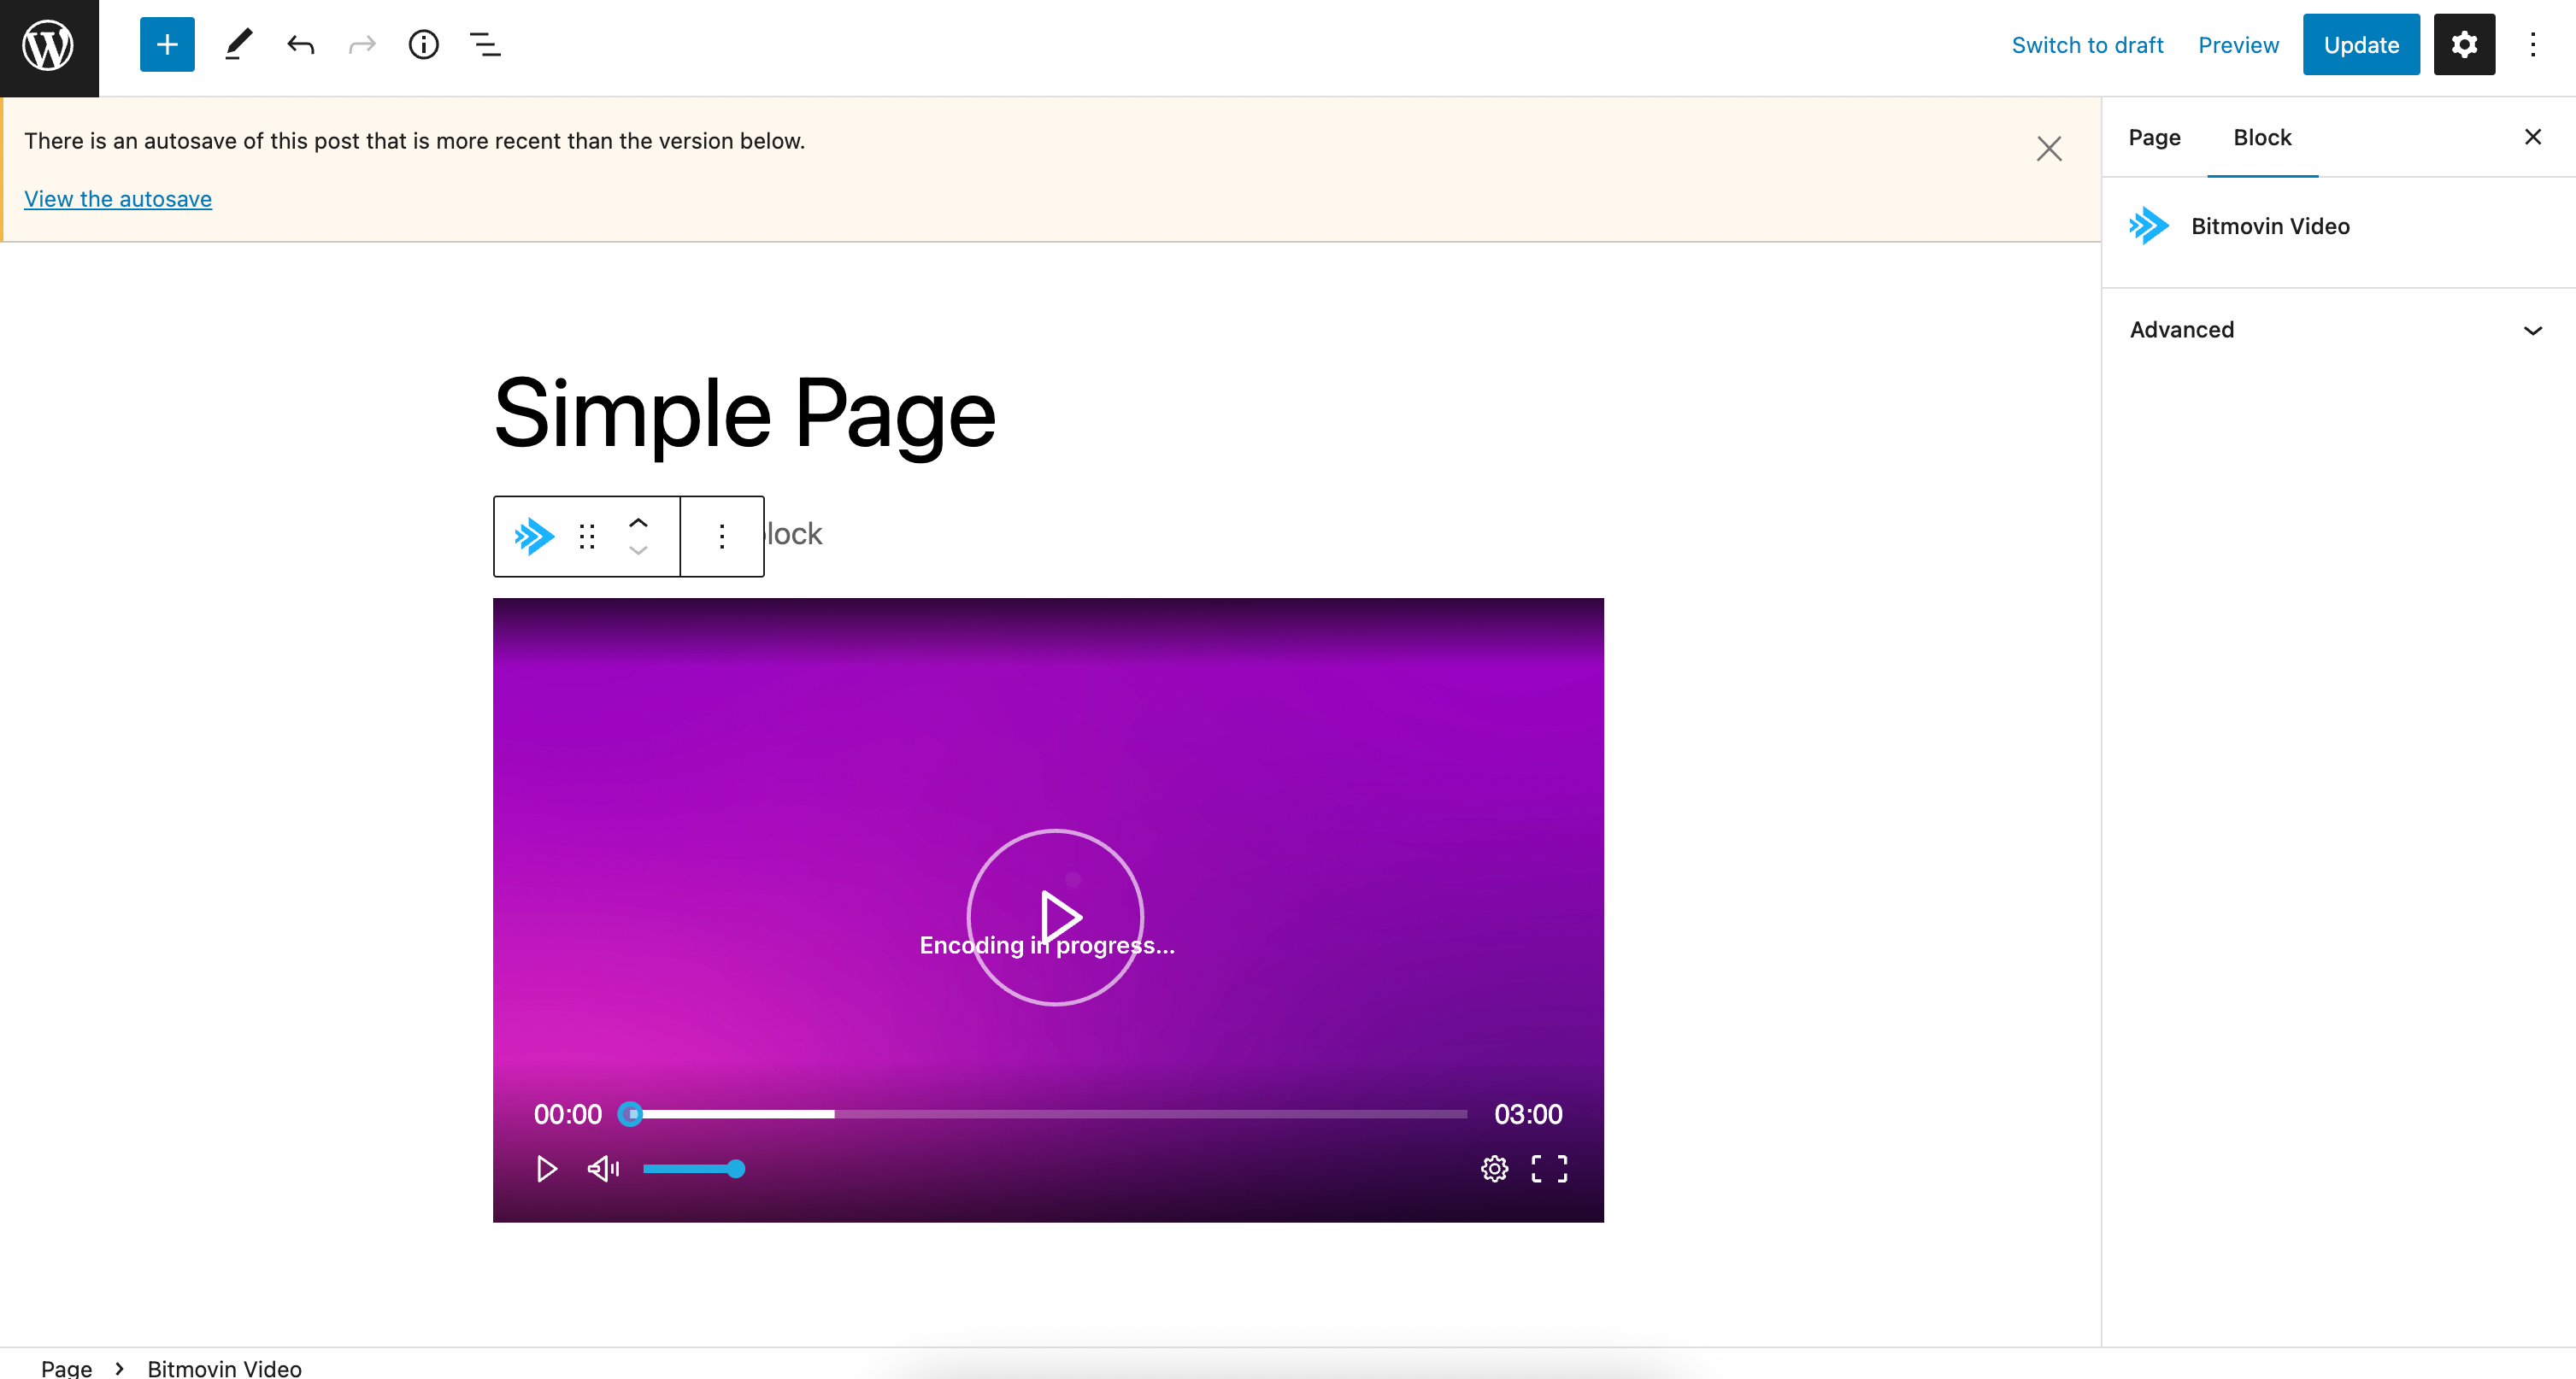 Switch to draft Preview Update
There is an autosave of this post that is more recent than the version below.
View the autosave
Page Block
Bitmovin Video
Advanced
Simple Page
lock
Encoding in progress...
00:00 03:00
Page > Bitmovin Video